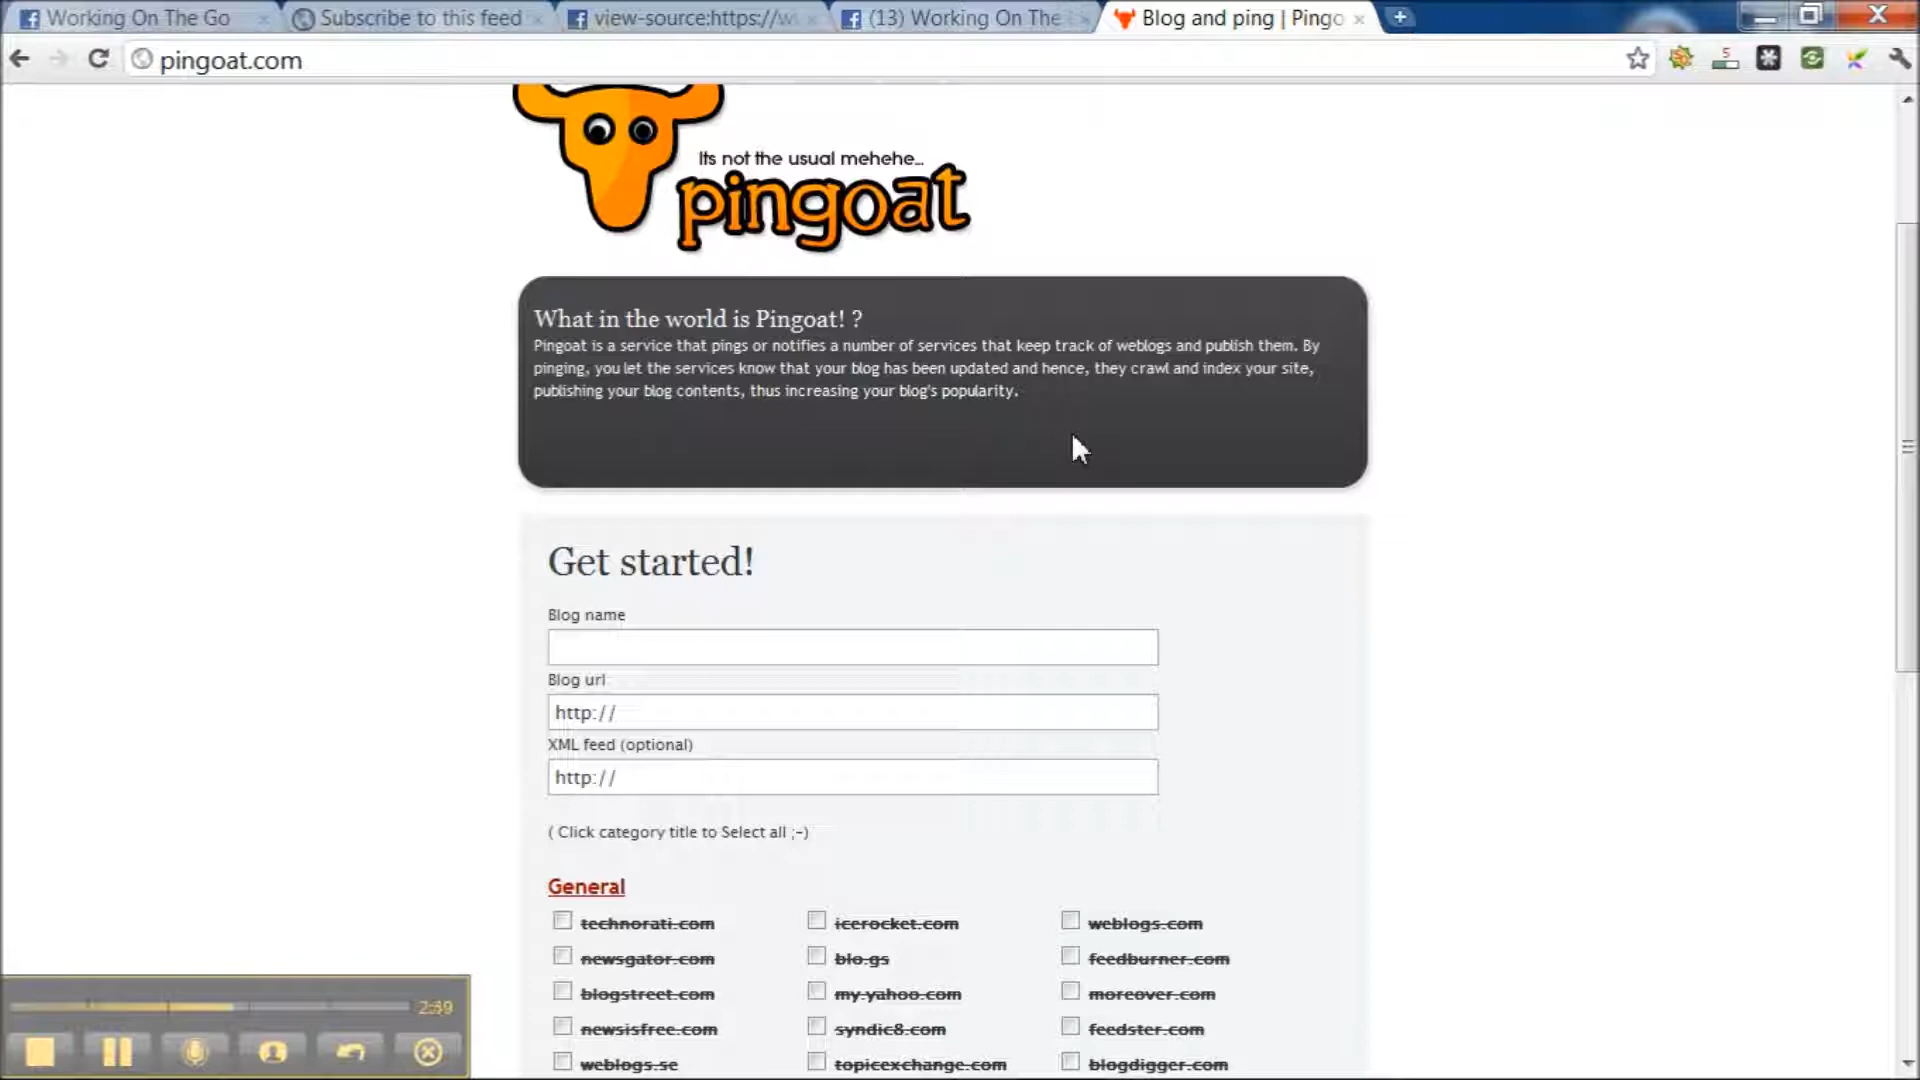 Working On The Go
Subscribe to this feed
view-source:https://w
(13) Working On The
Blog and ping | Pingo
pingoat.com
5
Its not the usual mehehe...
pingoat
What in the world is Pingoat! ?
Pingoat is a service that pings or notifies a number of services that keep track of weblogs and publish them. By
pinging, you let the services know that your blog has been updated and hence, they crawl and index your site,
publishing your blog contents, thus increasing your blog's popularity.
Get started!
Blog name
Blog url
http://
XML feed (optional)
http://
( Click category title to Select all ;-)
General
technorati.com icerocket.com weblogs.com
newsgator.com blo.gs feedburner.com
blogstreet.com my.yahoo.com moreover.com
newsisfree.com syndic8.com feedster.com
weblogs.se topicexchange.com blogdigger.com